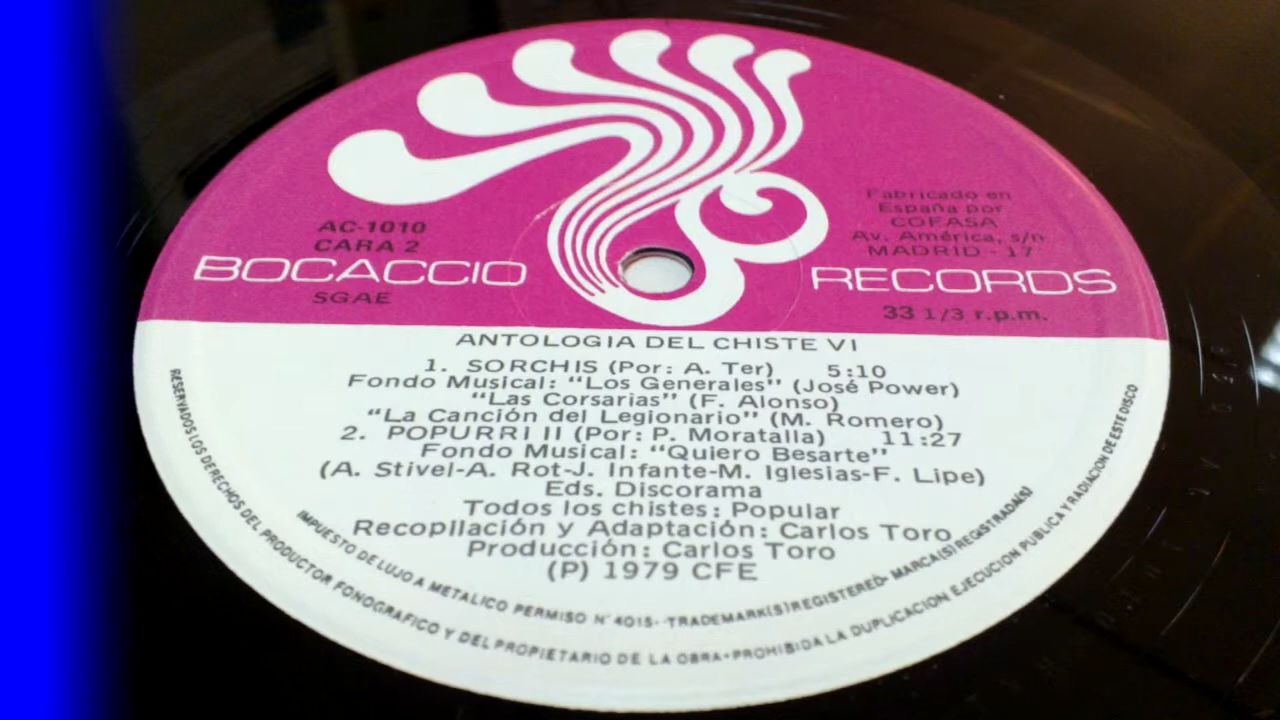 Fabricado en
España por
COFASA
Av. América, s/n
MADRID - 17
AC-1010
CARA 2
BOCACCIO RECORDS
SGAE
33 1/3 r.p.m.
ANTOLOGIA DEL CHISTE VI
1. SORCHIS (Por: A. Ter) 5:10
Fondo Musical: "Los Generales" (José Power)
"Las Corsarias" (F. Alonso)
"La Canción del Legionario" (M. Romero)
2. POPURRI II (Por: P. Moratalla) 11:27
Fondo Musical: "Quiero Besarte"
(A. Stivel-A. Rot-J. Infante-M. Iglesias-F. Lipe)
Eds. Discorama
Todos los chistes: Popular
Recopilación y Adaptación: Carlos Toro
Producción: Carlos Toro
(P) 1979 CFE
IMPUESTO DE LUJO A METALICO PERMISO N° 4015- TRADEMARK(S) REGISTERED- MARCA(S) REGISTRADA(S)
RESERVADOS LOS DERECHOS DEL PRODUCTOR FONOGRAFICO Y DEL PROPIETARIO DE LA OBRA-PROHIBIDA LA DUPLICACION EJECUCION PUBLICA Y RADIACION DE ESTE DISCO